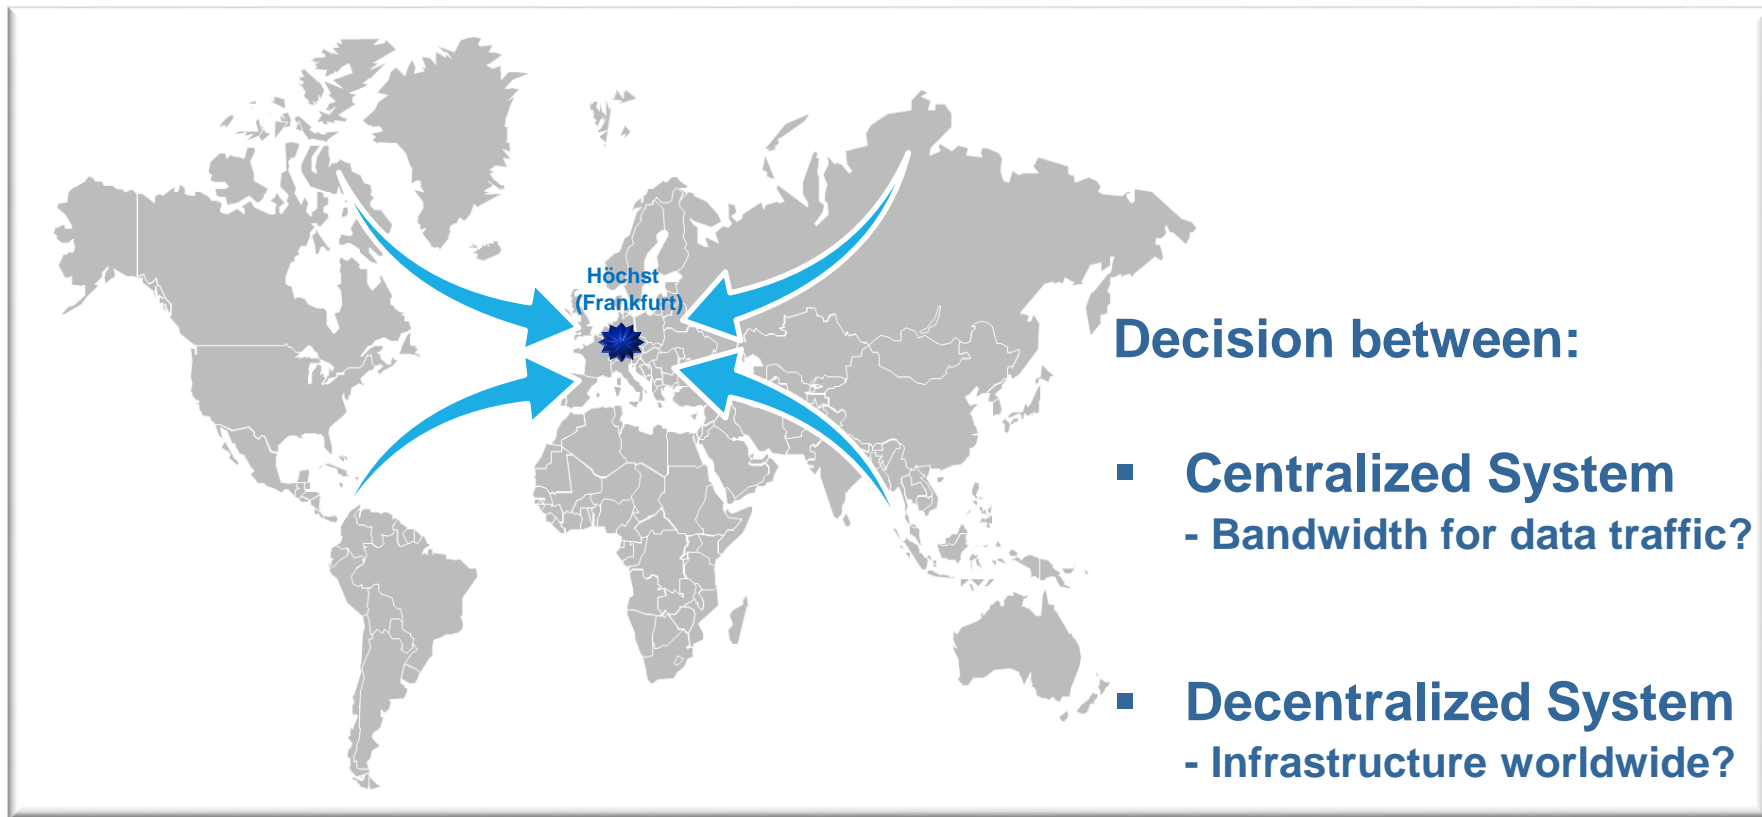 Höchst
(Frankfurt)
Decision between:
▪ Centralized System
- Bandwidth for data traffic?
▪ Decentralized System
- Infrastructure worldwide?